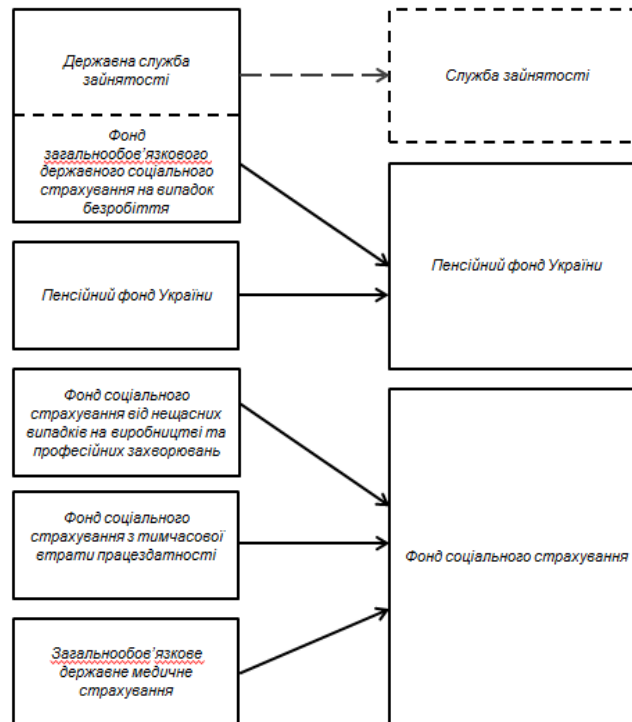 Державна служба
зайнятості
Служба зайнятості
Фонд
загальнообов’язкового
державного соціального
страхування на випадок
безробіття
Пенсійний фонд України
Пенсійний фонд України
Фонд соціального
страхування від нещасних
випадків на виробництві та
професійних захворювань
Фонд соціального
страхування з тимчасової
втрати працездатності
Фонд соціального страхування
Загальнообов’язкове
державне медичне
страхування